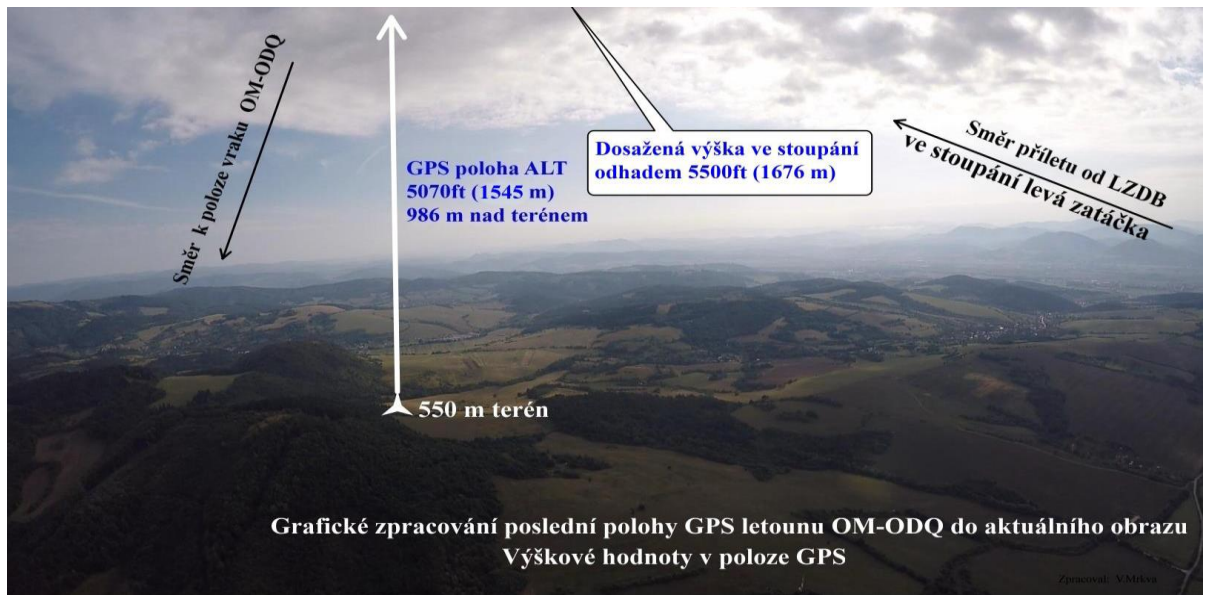 Směr k poloze vraku OM-ODQ
GPS poloha ALT
5070ft (1545 m)
986 m nad terénem
Dosažená výška ve stoupání
odhadem 5500ft (1676 m)
Směr příletu od LZDB
ve stoupání levá zatáčka
550 m terén
Grafické zpracování poslední polohy GPS letounu OM-ODQ do aktuálního obrazu
Výškové hodnoty v poloze GPS
Zpracoval: V.Mrkva